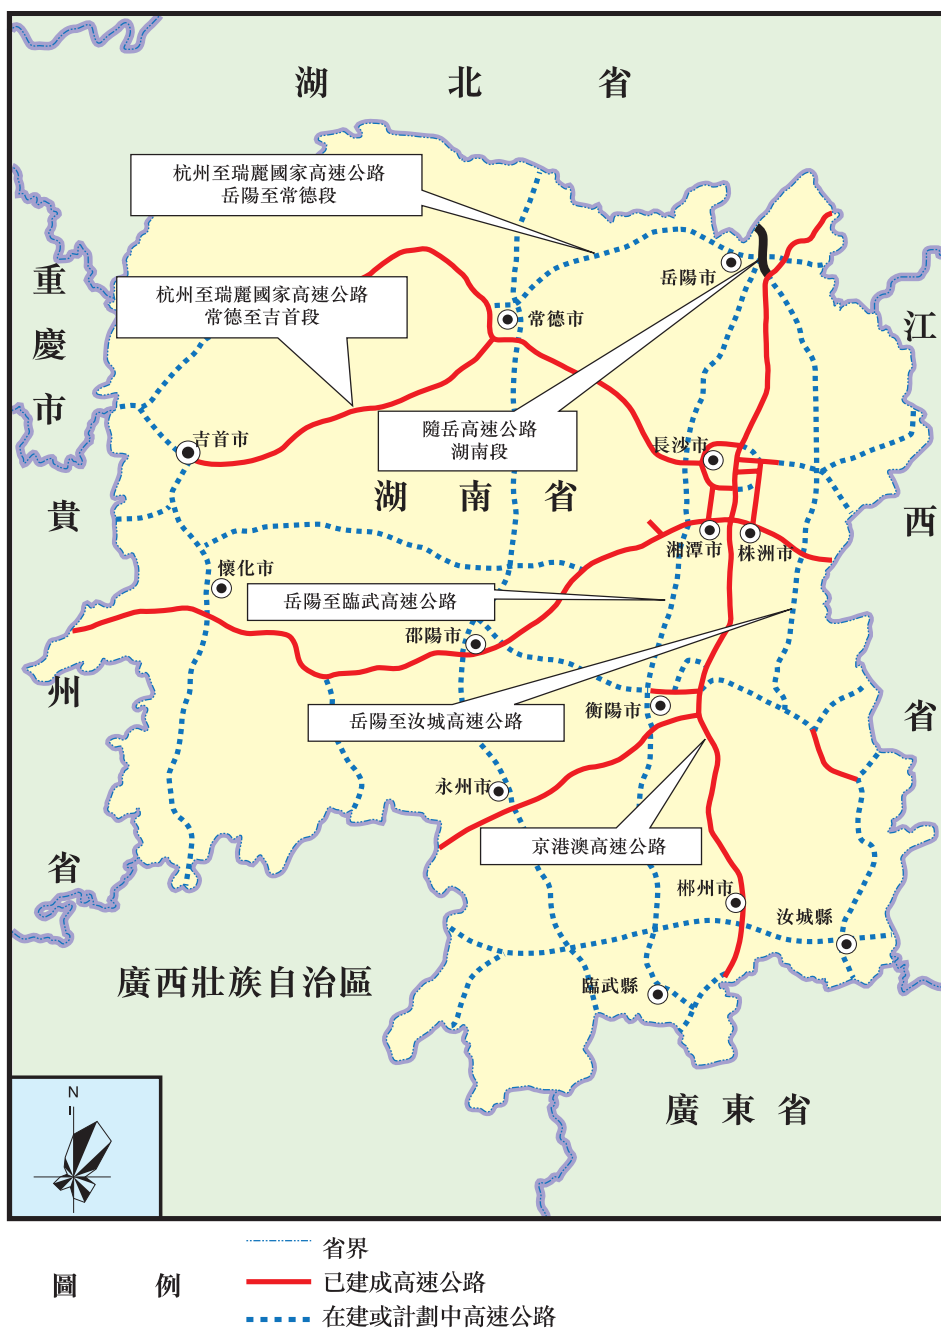 湖北省
杭州至瑞麗國家高速公路
岳陽至常德段
重慶市
岳陽市
杭州至瑞麗國家高速公路
常德至吉首段
常德市
江西省
隨岳高速公路
湖南段
吉首市
長沙市
湖南省
貴州省
湘潭市
株洲市
懷化市
岳陽至臨武高速公路
邵陽市
岳陽至汝城高速公路
衡陽市
永州市
京港澳高速公路
郴州市
汝城縣
廣西壯族自治區
臨武縣
廣東省
N
圖例
省界
已建成高速公路
在建或計劃中高速公路